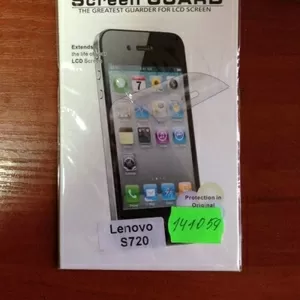 Screen GUARD
THE GREATEST GUARDER FOR LCD SCREEN
Extends
the life of
LCD Screen
Protection in
Original
Lenovo
S720
141059